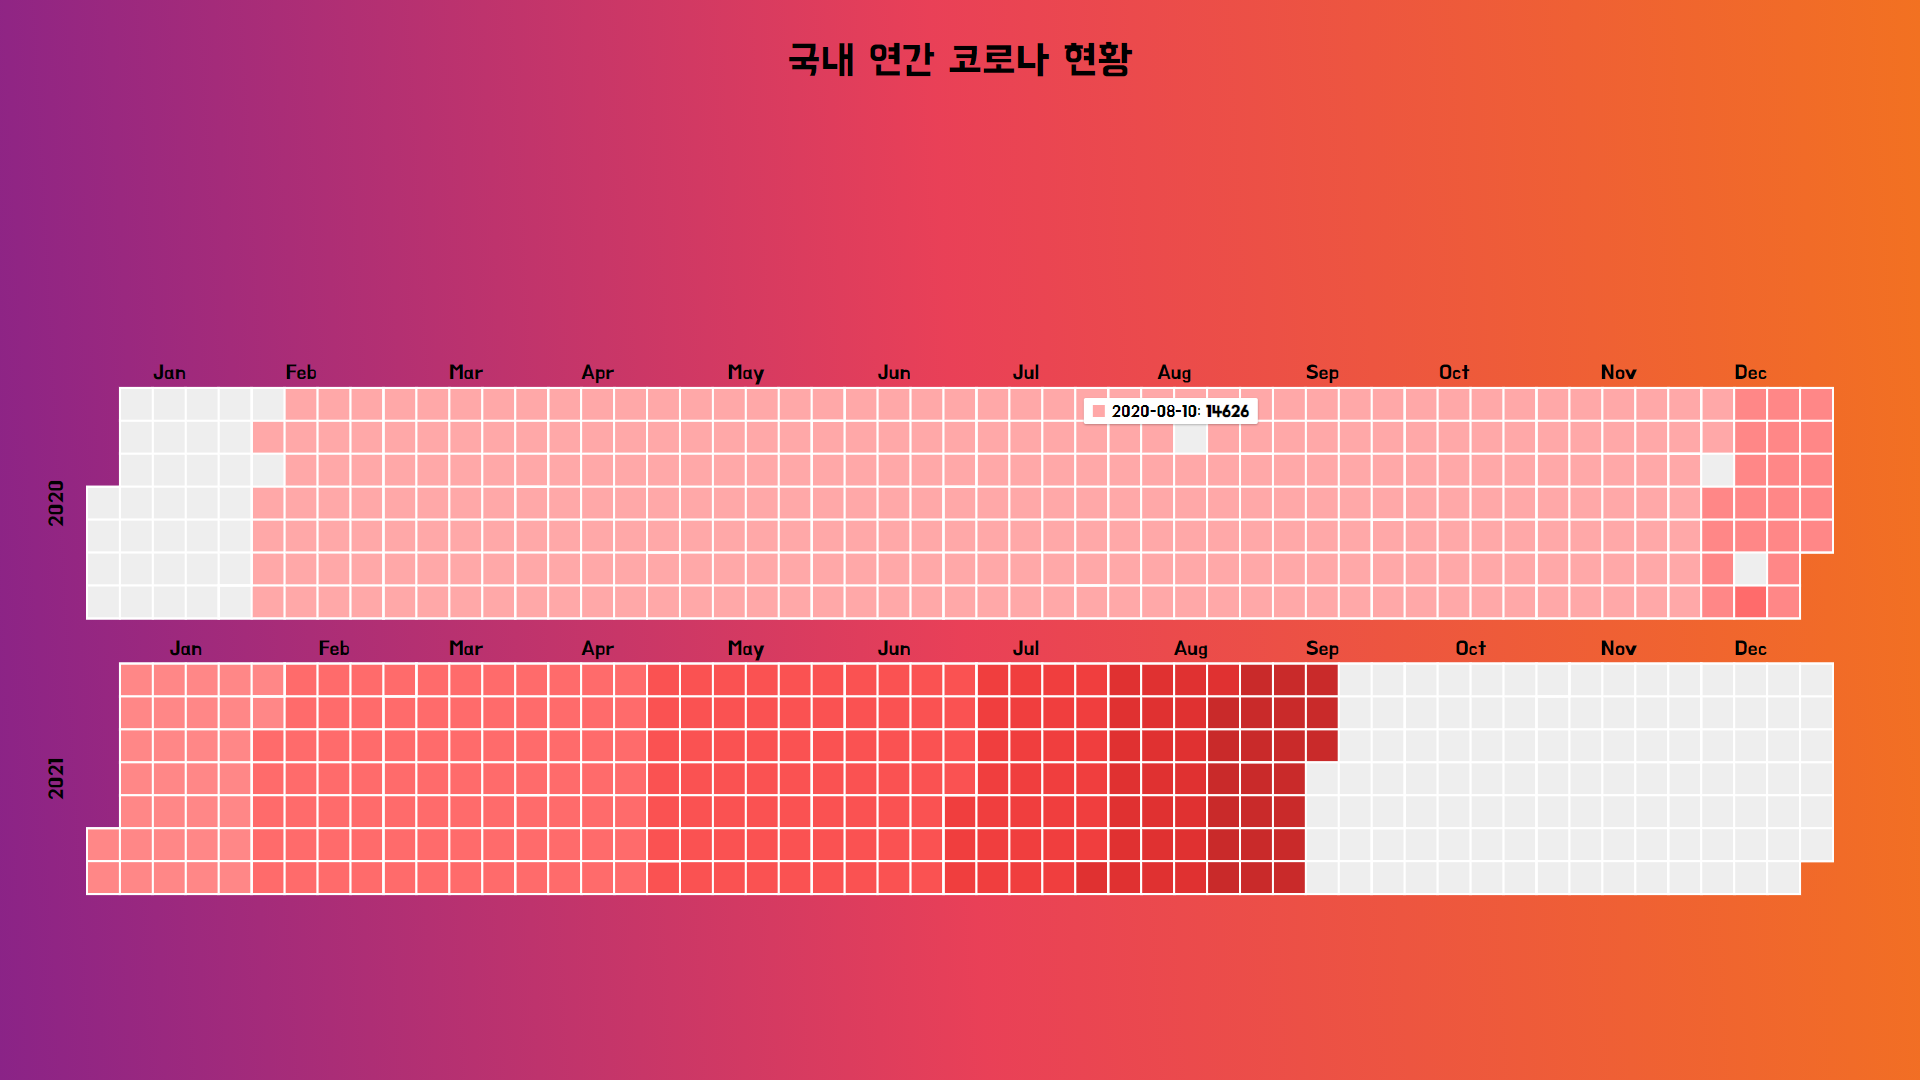 국내 연간 코로나 현황
Jan Feb Mar Apr May Jun Jul Aug Sep Oct Nov Dec
2020-08-10: 14626
2020
Jan Feb Mar Apr May Jun Jul Aug Sep Oct Nov Dec
2021